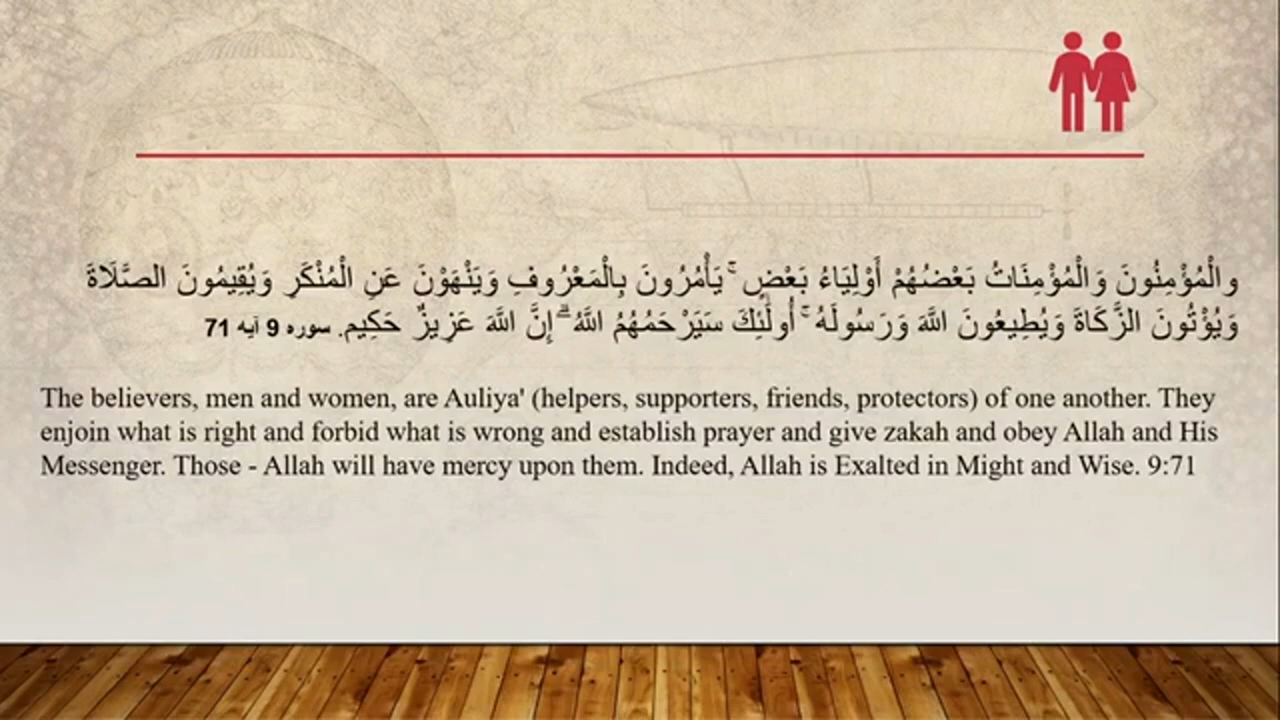 والْمُؤْمِنُونَ وَالْمُؤْمِنَاتُ بَعْضُهُمْ أَوْلِيَاءُ بَعْضٍ ۚ يَأْمُرُونَ بِالْمَعْرُوفِ وَيَنْهَوْنَ عَنِ الْمُنْكَرِ وَيُقِيمُونَ الصَّلَاةَ
وَيُؤْتُونَ الزَّكَاةَ وَيُطِيعُونَ اللَّهَ وَرَسُولَهُ ۚ أُولَٰئِكَ سَيَرْحَمُهُمُ اللَّهُ ۗ إِنَّ اللَّهَ عَزِيزٌ حَكِيم. سوره 9 آیه 71
The believers, men and women, are Auliya' (helpers, supporters, friends, protectors) of one another. They
enjoin what is right and forbid what is wrong and establish prayer and give zakah and obey Allah and His
Messenger. Those - Allah will have mercy upon them. Indeed, Allah is Exalted in Might and Wise. 9:71